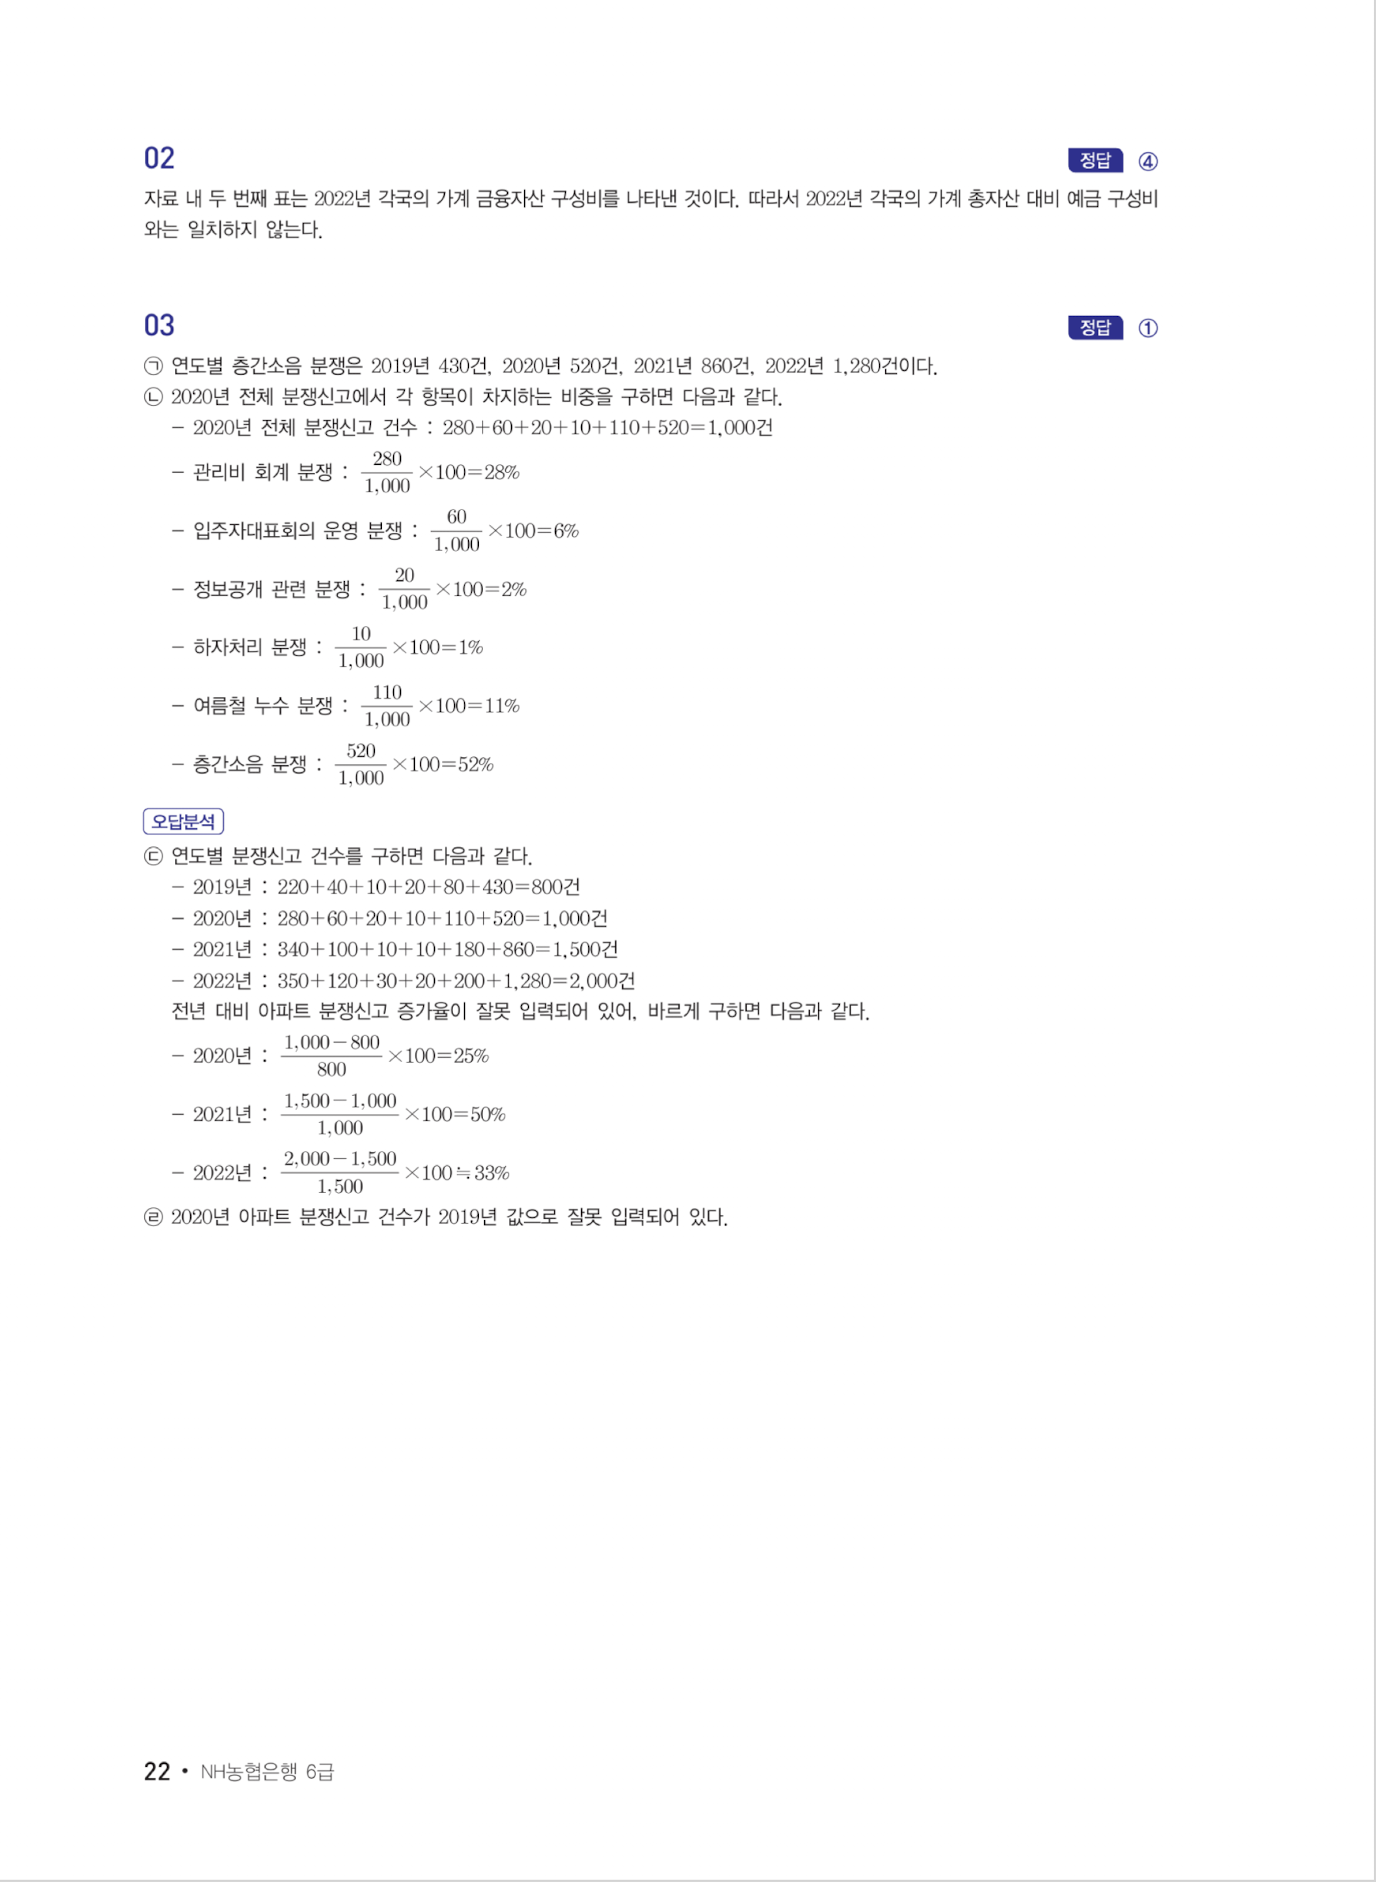 02
정답 ④
자료 내 두 번째 표는 2022년 각국의 가계 금융자산 구성비를 나타낸 것이다. 따라서 2022년 각국의 가계 총자산 대비 예금 구성비
와는 일치하지 않는다.
03
정답 ①
㉠ 연도별 층간소음 분쟁은 2019년 430건, 2020년 520건, 2021년 860건, 2022년 1,280건이다.
㉡ 2020년 전체 분쟁신고에서 각 항목이 차지하는 비중을 구하면 다음과 같다.
- 2020년 전체 분쟁신고 건수 : 280+60+20+10+110+520=1,000건
- 관리비 회계 분쟁 : 280/1,000 ×100=28%
- 입주자대표회의 운영 분쟁 : 60/1,000 ×100=6%
- 정보공개 관련 분쟁 : 20/1,000 ×100=2%
- 하자처리 분쟁 : 10/1,000 ×100=1%
- 여름철 누수 분쟁 : 110/1,000 ×100=11%
- 층간소음 분쟁 : 520/1,000 ×100=52%
오답분석
㉢ 연도별 분쟁신고 건수를 구하면 다음과 같다.
- 2019년 : 220+40+10+20+80+430=800건
- 2020년 : 280+60+20+10+110+520=1,000건
- 2021년 : 340+100+10+10+180+860=1,500건
- 2022년 : 350+120+30+20+200+1,280=2,000건
전년 대비 아파트 분쟁신고 증가율이 잘못 입력되어 있어, 바르게 구하면 다음과 같다.
- 2020년 : 1,000-800/800 ×100=25%
- 2021년 : 1,500-1,000/1,000 ×100=50%
- 2022년 : 2,000-1,500/1,500 ×100≒33%
㉣ 2020년 아파트 분쟁신고 건수가 2019년 값으로 잘못 입력되어 있다.
22 • NH농협은행 6급